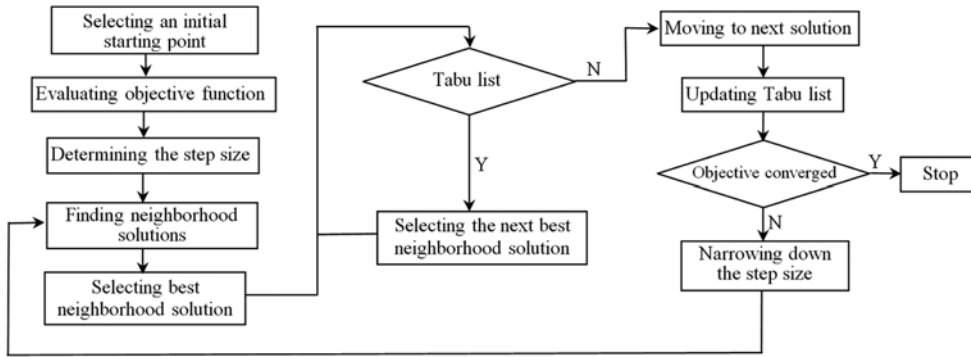 Selecting an initial
starting point
Evaluating objective function
Determining the step size
Finding neighborhood
solutions
Selecting best
neighborhood solution
Tabu list
N
Y
Selecting the next best
neighborhood solution
Moving to next solution
Updating Tabu list
Objective converged
Y
Stop
N
Narrowing down
the step size